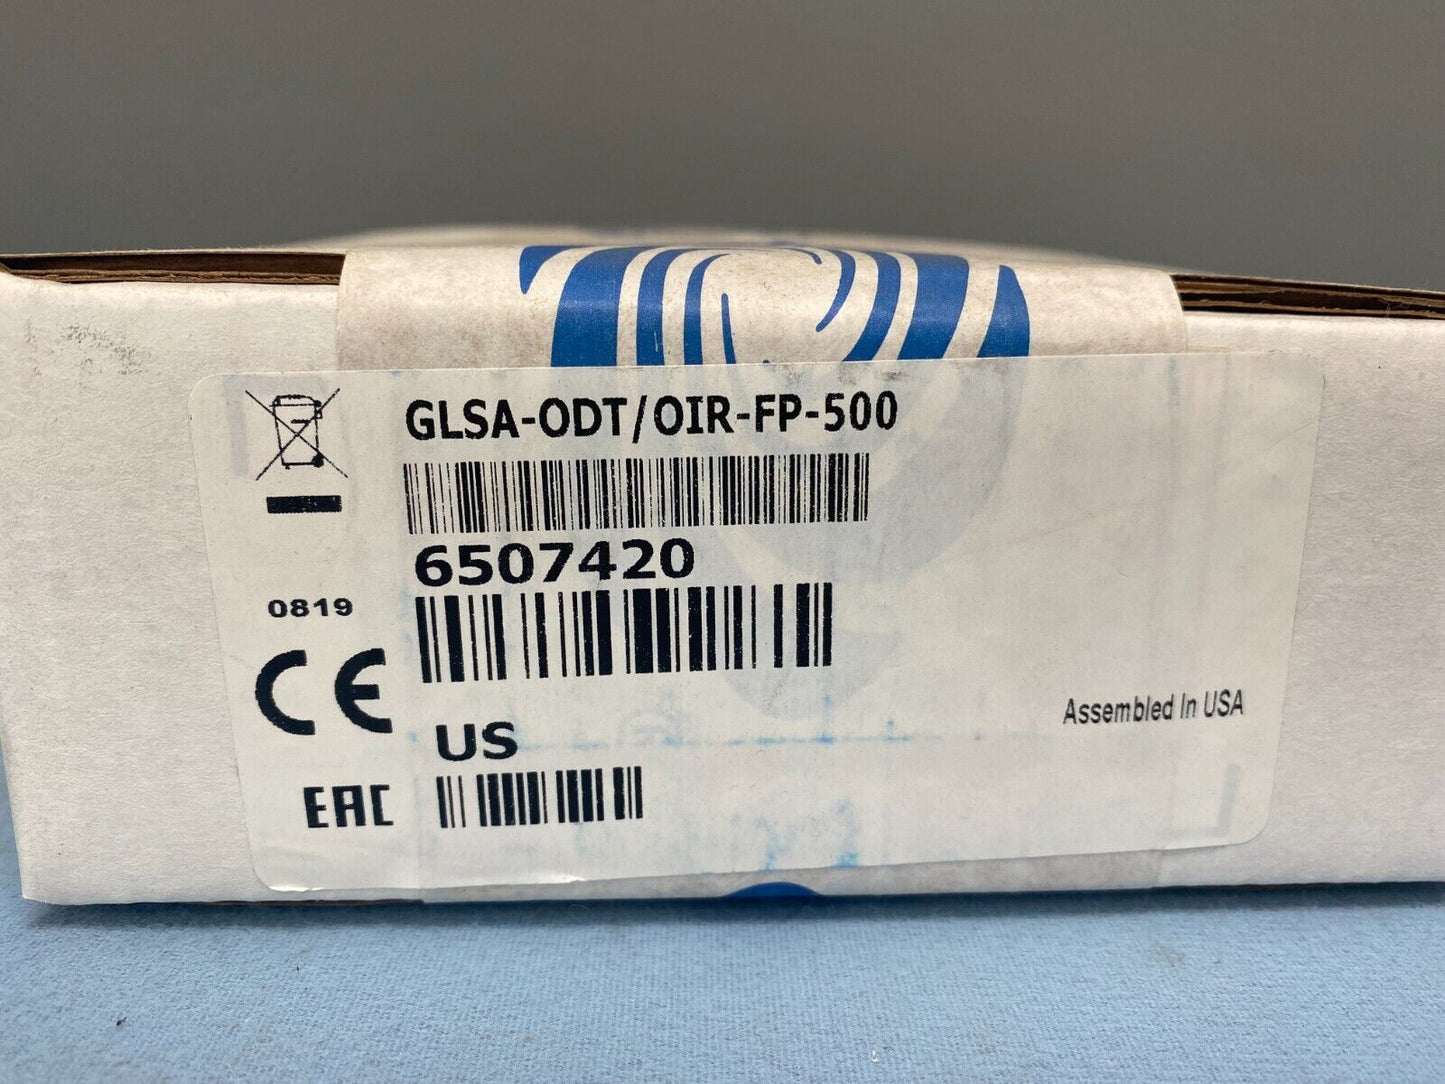 GLSA-ODT/OIR-FP-500
6507420
0819
CE
US
Assembled In USA
EAC